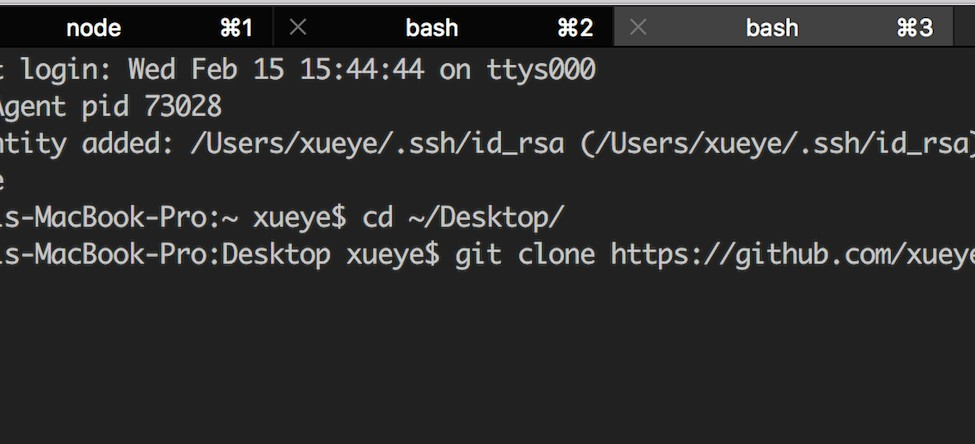 node ⌘1 bash ⌘2 bash ⌘3
t login: Wed Feb 15 15:44:44 on ttys000
Agent pid 73028
ntity added: /Users/xueye/.ssh/id_rsa (/Users/xueye/.ssh/id_rsa)
e
is-MacBook-Pro:~ xueye$ cd ~/Desktop/
is-MacBook-Pro:Desktop xueye$ git clone https://github.com/xueye